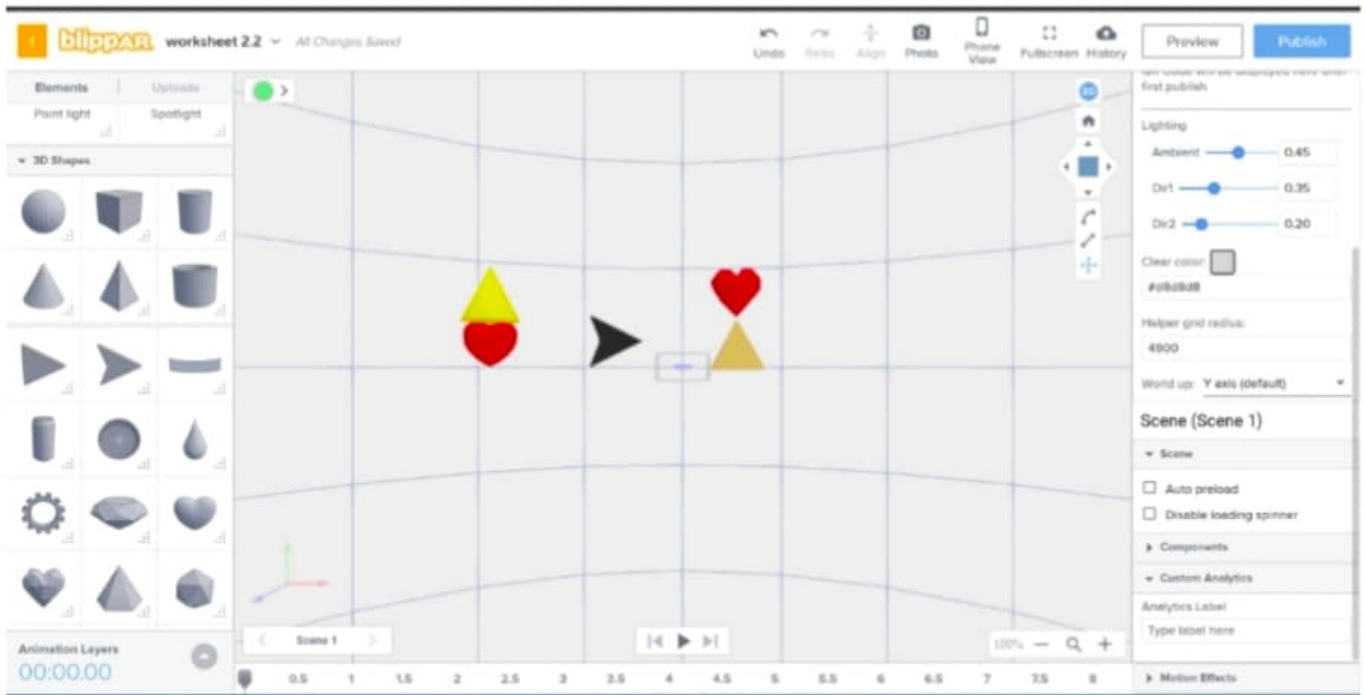 blippAR worksheet 2.2 All Changes Saved
Undo Redo Align Photo Phone View Fullscreen History
Preview Publish
Elements Uploads
Point light Spotlight
3D Shapes
Animation Layers
00:00.00
Scene 1
100%
0.5 1 1.5 2 2.5 3 3.5 4 4.5 5 5.5 6 6.5 7 7.5 8
3D
first publish
Lighting
Ambient 0.45
Dir1 0.35
Dir2 0.20
Clear color:
#d8d8d8
Helper grid radius:
4900
World up: Y axis (default)
Scene (Scene 1)
Scene
Auto preload
Disable loading spinner
Components
Custom Analytics
Analytics Label
Type label here
Motion Effects